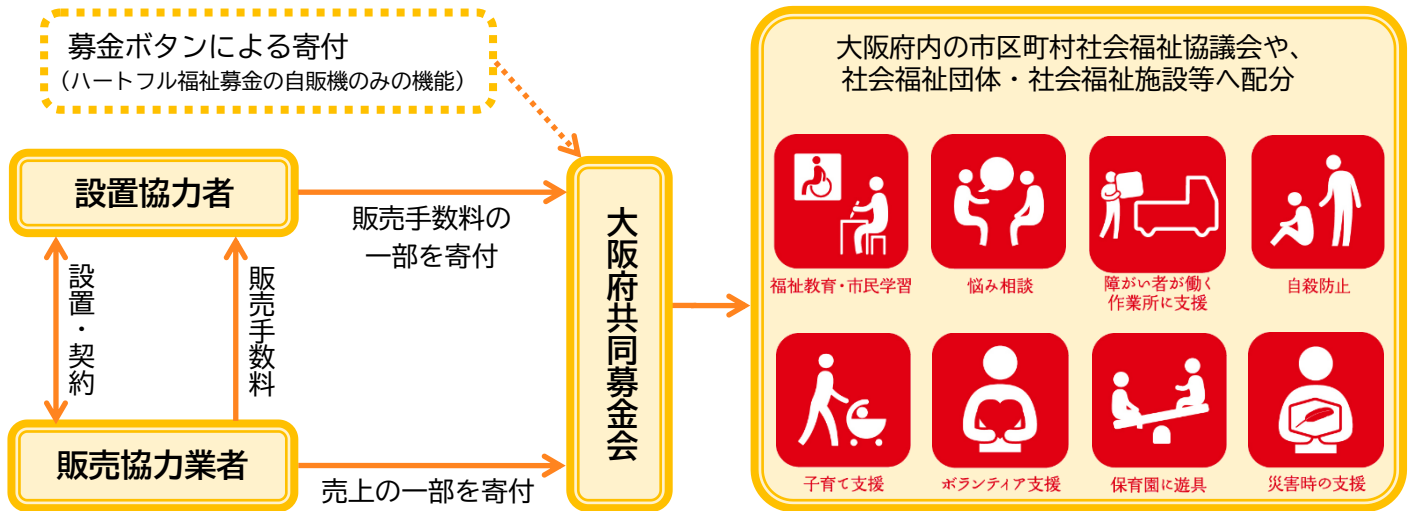 募金ボタンによる寄付
（ハートフル福祉募金の自販機のみの機能）
設置協力者
販売手数料の
一部を寄付
設置・契約
販売手数料
販売協力業者
売上の一部を寄付
大阪府共同募金会
大阪府内の市区町村社会福祉協議会や、
社会福祉団体・社会福祉施設等へ配分
福祉教育・市民学習
悩み相談
障がい者が働く
作業所に支援
自殺防止
子育て支援
ボランティア支援
保育園に遊具
災害時の支援